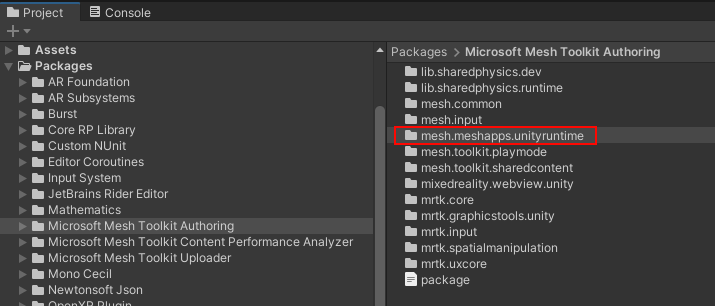 Project
Console
Assets
Packages
AR Foundation
AR Subsystems
Burst
Core RP Library
Custom NUnit
Editor Coroutines
Input System
JetBrains Rider Editor
Mathematics
Microsoft Mesh Toolkit Authoring
Microsoft Mesh Toolkit Content Performance Analyzer
Microsoft Mesh Toolkit Uploader
Mono Cecil
Newtonsoft Json
OpenXR Plugin
Packages > Microsoft Mesh Toolkit Authoring
lib.sharedphysics.dev
lib.sharedphysics.runtime
mesh.common
mesh.input
mesh.meshapps.unityruntime
mesh.toolkit.playmode
mesh.toolkit.sharedcontent
mixedreality.webview.unity
mrtk.core
mrtk.graphicstools.unity
mrtk.input
mrtk.spatialmanipulation
mrtk.uxcore
package